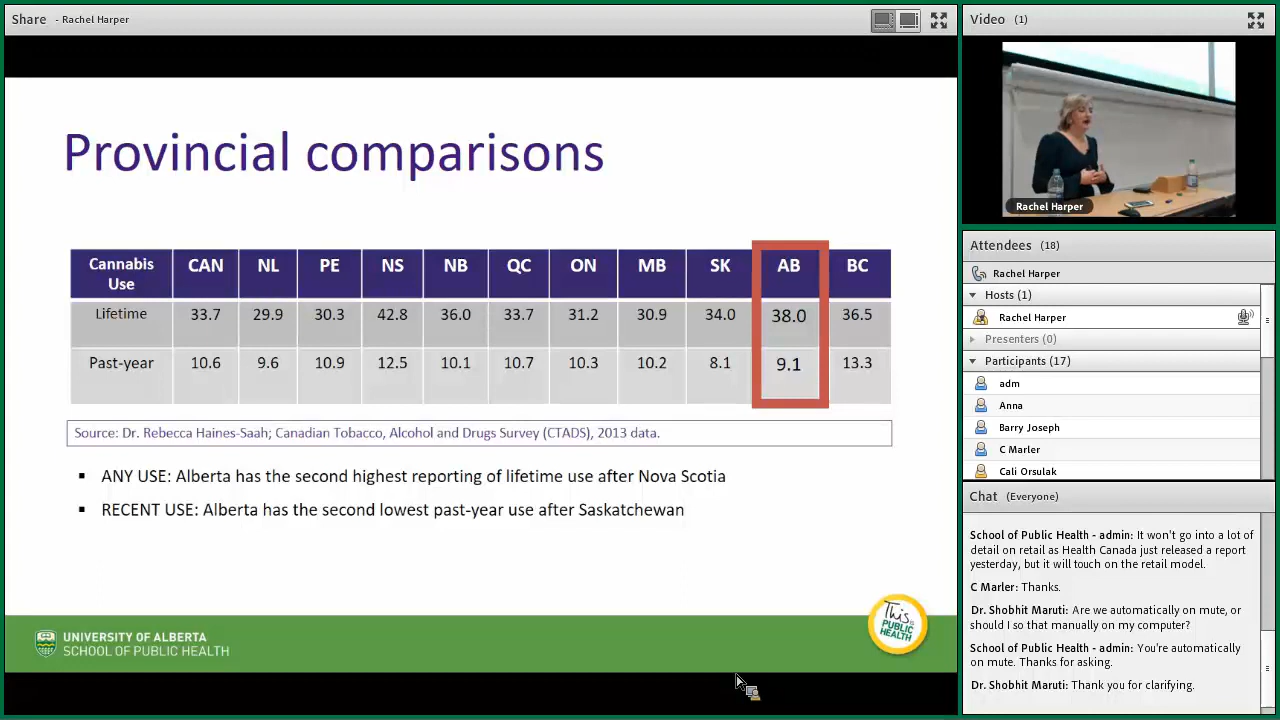 Share - Rachel Harper
Provincial comparisons
Cannabis Use CAN NL PE NS NB QC ON MB SK AB BC
Lifetime 33.7 29.9 30.3 42.8 36.0 33.7 31.2 30.9 34.0 38.0 36.5
Past-year 10.6 9.6 10.9 12.5 10.1 10.7 10.3 10.2 8.1 9.1 13.3
Source: Dr. Rebecca Haines-Saah; Canadian Tobacco, Alcohol and Drugs Survey (CTADS), 2013 data.
▪ ANY USE: Alberta has the second highest reporting of lifetime use after Nova Scotia
▪ RECENT USE: Alberta has the second lowest past-year use after Saskatchewan
UNIVERSITY OF ALBERTA
SCHOOL OF PUBLIC HEALTH
This
is
PUBLIC
HEALTH
Video (1)
Rachel Harper
Attendees (18)
Rachel Harper
Hosts (1)
Rachel Harper
Presenters (0)
Participants (17)
adm
Anna
Barry Joseph
C Marler
Cali Orsulak
Chat (Everyone)
School of Public Health - admin: It won't go into a lot of
detail on retail as Health Canada just released a report
yesterday, but it will touch on the retail model.
C Marler: Thanks.
Dr. Shobhit Maruti: Are we automatically on mute, or
should I so that manually on my computer?
School of Public Health - admin: You're automatically
on mute. Thanks for asking.
Dr. Shobhit Maruti: Thank you for clarifying.